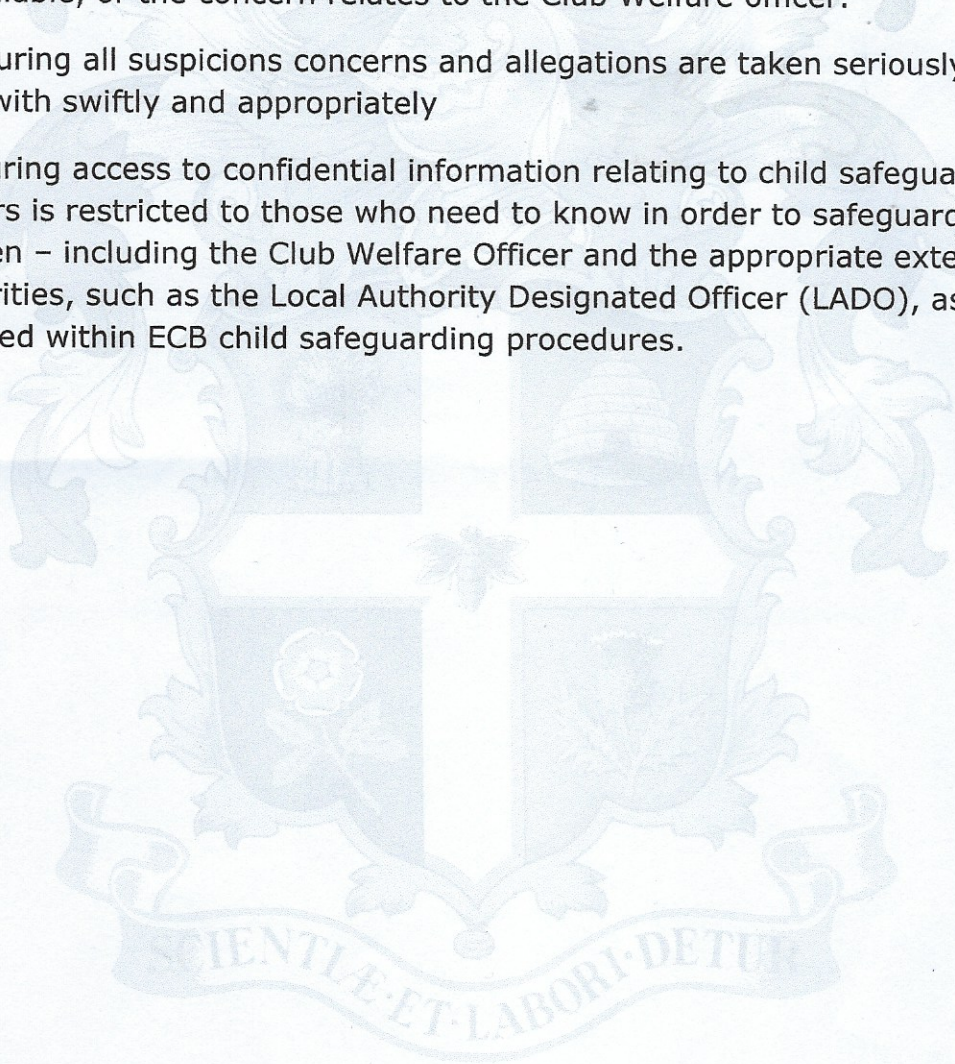 or the concern relates to the Club Welfare officer.
uring all suspicions concerns and allegations are taken seriously
with swiftly and appropriately
uring access to confidential information relating to child safegua
rs is restricted to those who need to know in order to safeguard
en – including the Club Welfare Officer and the appropriate exte
rities, such as the Local Authority Designated Officer (LADO), as
ed within ECB child safeguarding procedures.
SCIENTIÆ·ET·LABORI·DETUR